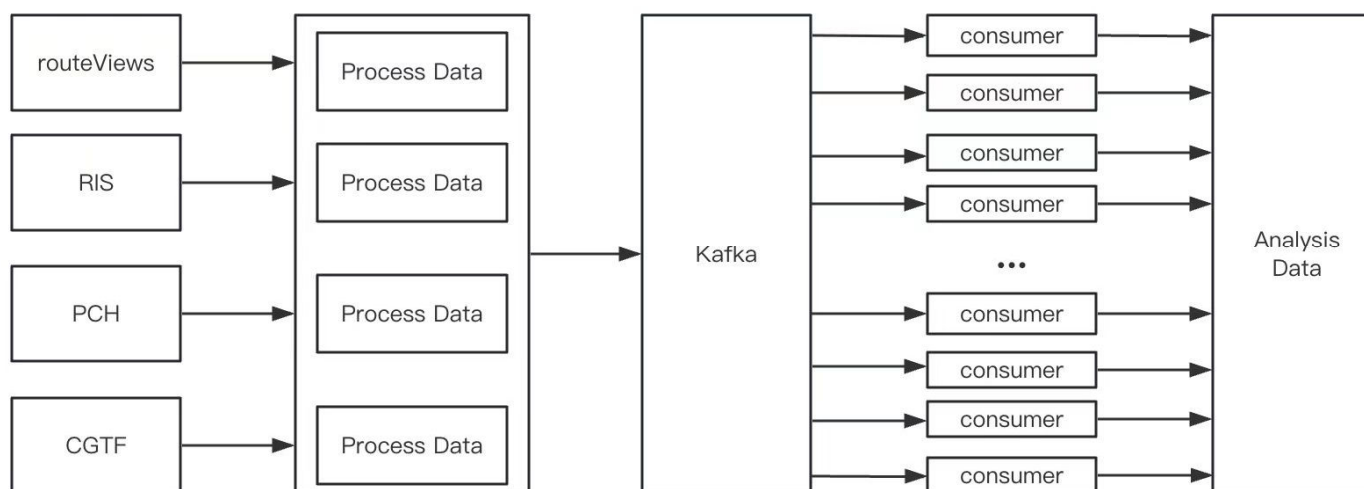 routeViews
RIS
PCH
CGTF
Process Data
Process Data
Process Data
Process Data
Kafka
consumer
consumer
consumer
consumer
...
consumer
consumer
consumer
consumer
Analysis
Data